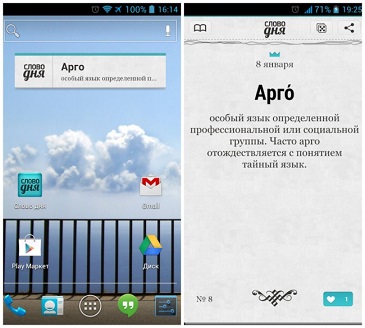 100% 16:14
СЛОВО
ДНЯ
Арго
особый язык определенной п...
СЛОВО
ДНЯ
Слово дня
Gmail
Play Маркет
Диск
71% 19:25
СЛОВО
ДНЯ
8 января
Арго́
особый язык определенной
профессиональной или социальной
группы. Часто арго
отождествляется с понятием
тайный язык.
№ 8
1